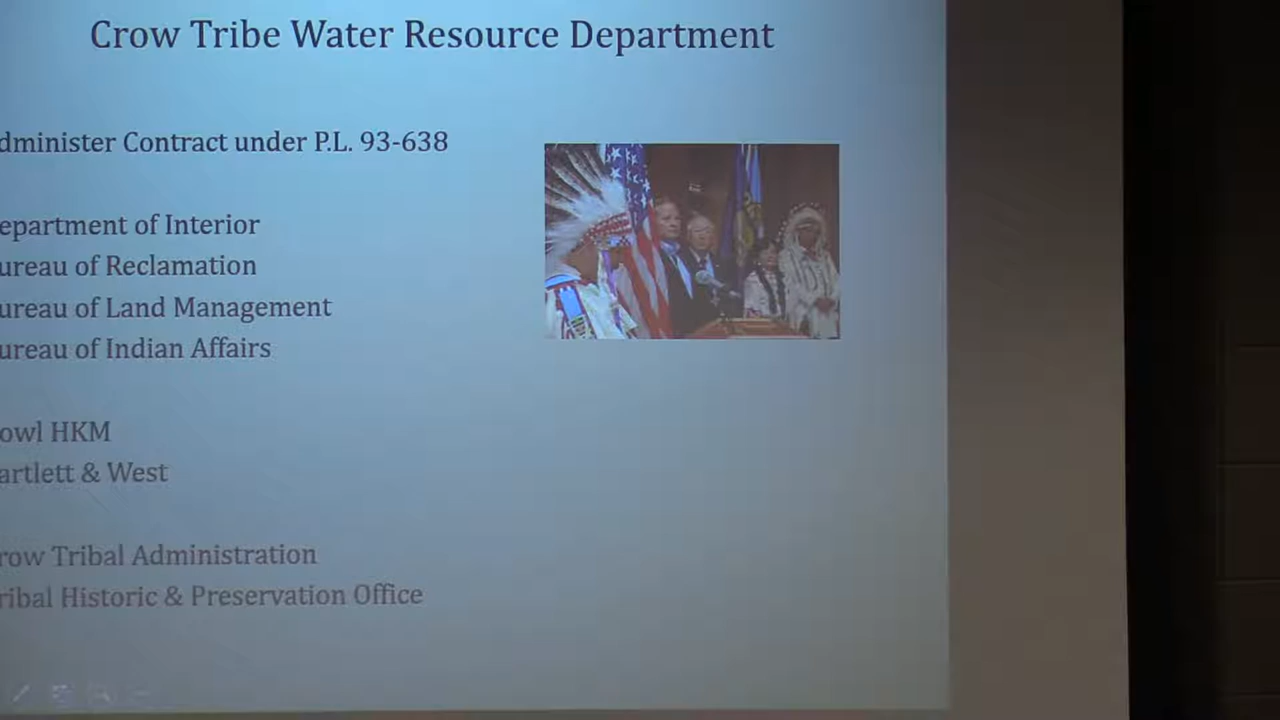 Crow Tribe Water Resource Department
dminister Contract under P.L. 93-638
epartment of Interior
ureau of Reclamation
ureau of Land Management
ureau of Indian Affairs
owl HKM
artlett & West
row Tribal Administration
ribal Historic & Preservation Office